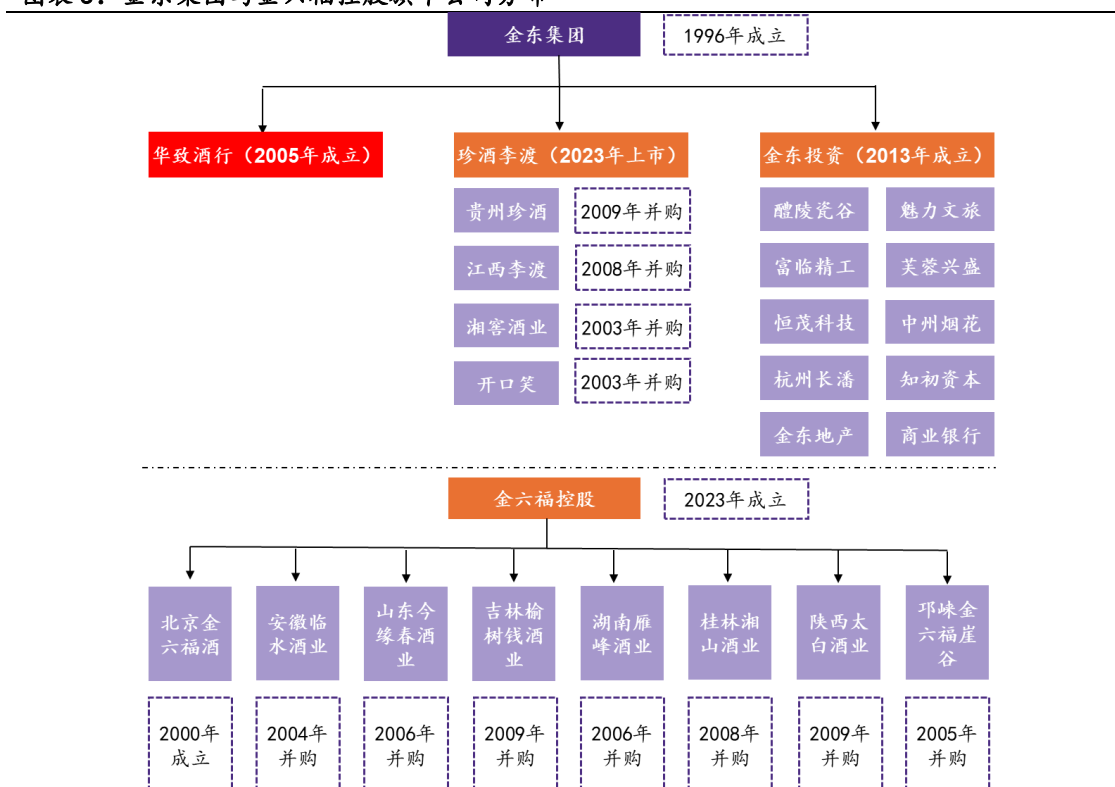 金东集团
1996年成立
华致酒行（2005年成立）
珍酒李渡（2023年上市）
金东投资（2013年成立）
贵州珍酒
2009年并购
醴陵瓷谷
魅力文旅
江西李渡
2008年并购
富临精工
芙蓉兴盛
湘窖酒业
2003年并购
恒茂科技
中州烟花
开口笑
2003年并购
杭州长潘
知初资本
金东地产
商业银行
金六福控股
2023年成立
北京金
六福酒
安徽临
水酒业
山东今
缘春酒
业
吉林榆
树钱酒
业
湖南雁
峰酒业
桂林湘
山酒业
陕西太
白酒业
邛崃金
六福崖
谷
2000年
成立
2004年
并购
2006年
并购
2009年
并购
2006年
并购
2008年
并购
2009年
并购
2005年
并购